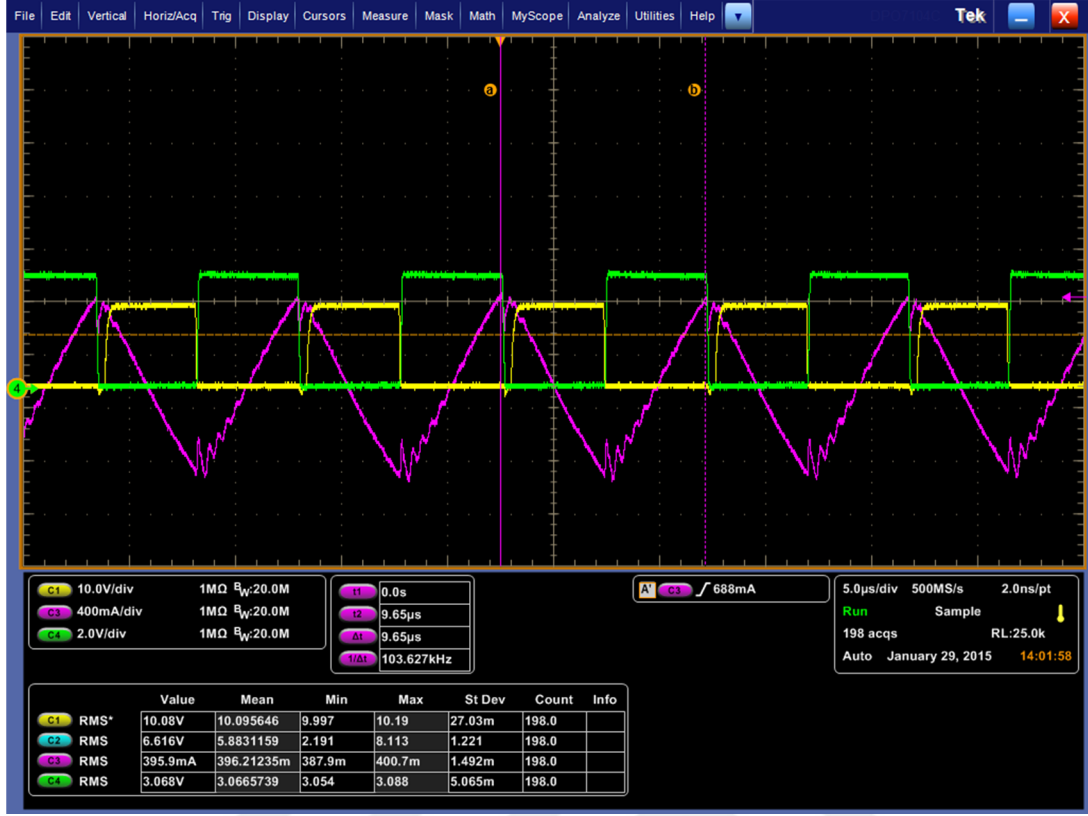 File Edit Vertical Horiz/Acq Trig Display Cursors Measure Mask Math MyScope Analyze Utilities Help Tek X
a b
4
C1 10.0V/div 1MΩ BW:20.0M
C3 400mA/div 1MΩ BW:20.0M
C4 2.0V/div 1MΩ BW:20.0M
t1 0.0s
t2 9.65µs
Δt 9.65µs
1/Δt 103.627kHz
A' C3 688mA
5.0µs/div 500MS/s 2.0ns/pt
Run Sample
198 acqs RL:25.0k
Auto January 29, 2015 14:01:58
Value Mean Min Max St Dev Count Info
C1 RMS* 10.08V 10.095646 9.997 10.19 27.03m 198.0
C2 RMS 6.616V 5.8831159 2.191 8.113 1.221 198.0
C3 RMS 395.9mA 396.21235m 387.9m 400.7m 1.492m 198.0
C4 RMS 3.068V 3.0665739 3.054 3.088 5.065m 198.0